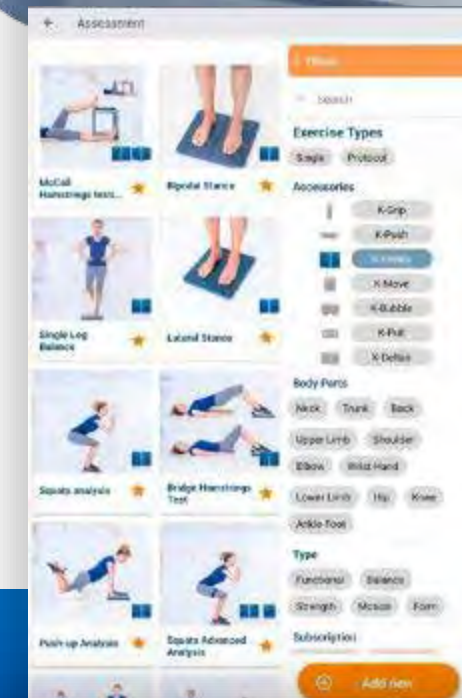 Assessment
McCall
Hamstrings tests...
Bipodal Stance
Single Leg
Balance
Lateral Stance
Squats analysis
Bridge Hamstrings
Test
Push-up Analysis
Squats Advanced
Analysis
Filters
Search
Exercise Types
Single Protocol
Accessories
K-Grip
K-Push
K-Move
K-Bubble
K-Pull
K-Deltas
Body Parts
Neck Trunk Back
Upper Limb Shoulder
Elbow Wrist Hand
Lower Limb Hip Knee
Ankle Foot
Type
Functional Balance
Strength Motion Form
Subscription
Add new